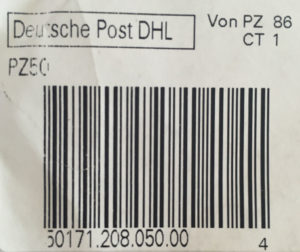 Deutsche Post DHL
Von PZ 86
CT 1
PZ50
50171.208.050.00 4